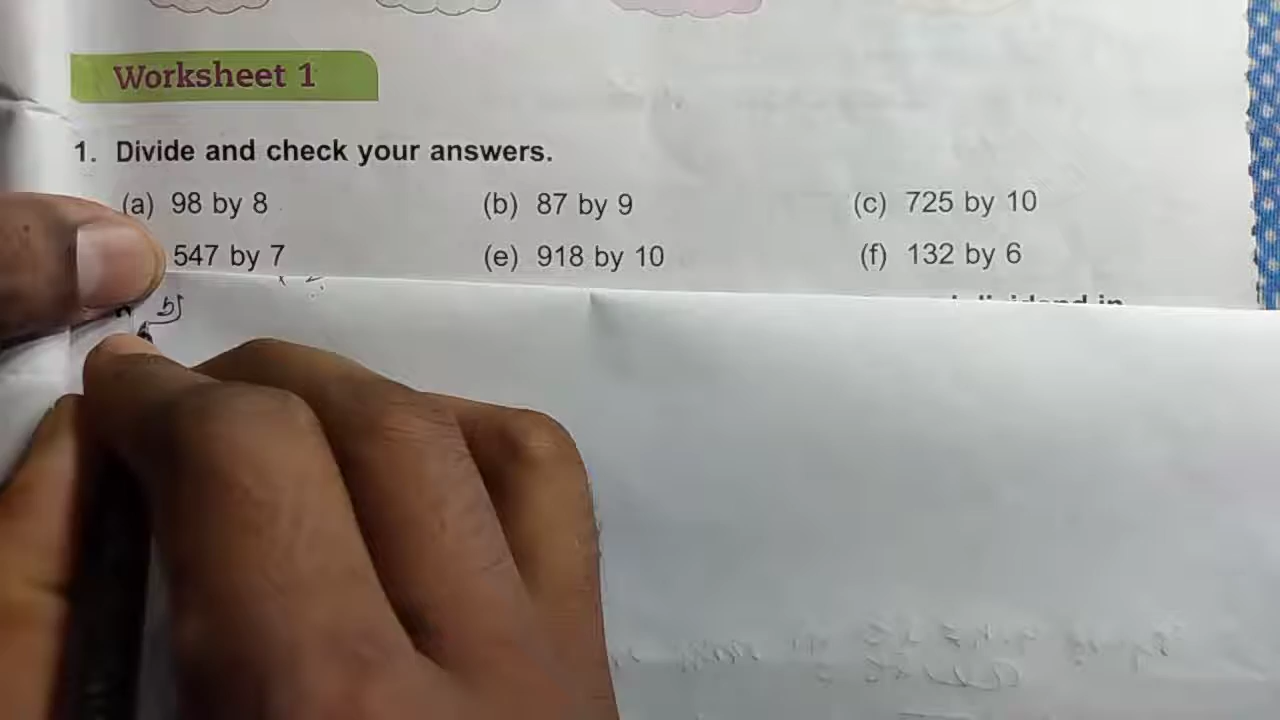 Worksheet 1
1. Divide and check your answers.
(a) 98 by 8 (b) 87 by 9 (c) 725 by 10
547 by 7 (e) 918 by 10 (f) 132 by 6